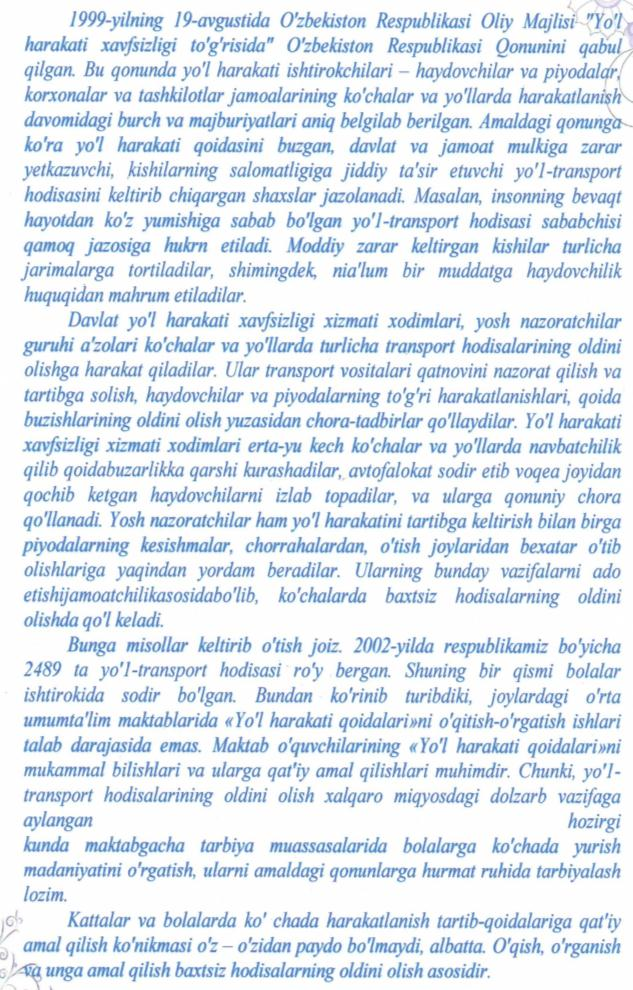 1999-yilning 19-avgustida O'zbekiston Respublikasi Oliy Majlisi "Yo'l
harakati xavfsizligi to'g'risida" O'zbekiston Respublikasi Qonunini qabul
qilgan. Bu qonunda yo'l harakati ishtirokchilari – haydovchilar va piyodalar,
korxonalar va tashkilotlar jamoalarining ko'chalar va yo'llarda harakatlanish
davomidagi burch va majburiyatlari aniq belgilab berilgan. Amaldagi qonunga
ko'ra yo'l harakati qoidasini buzgan, davlat va jamoat mulkiga zarar
yetkazuvchi, kishilarning salomatligiga jiddiy ta'sir etuvchi yo'1-transport
hodisasini keltirib chiqargan shaxslar jazolanadi. Masalan, insonning bevaqt
hayotdan ko'z yumishiga sabab bo'lgan yo'1-transport hodisasi sababchisi
qamoq jazosiga hukrn etiladi. Moddiy zarar keltirgan kishilar turlicha
jarimalarga tortiladilar, shimingdek, nia'lum bir muddatga haydovchilik
huquqidan mahrum etiladilar.
Davlat yo'l harakati xavfsizligi xizmati xodimlari, yosh nazoratchilar
guruhi a'zolari ko'chalar va yo'llarda turlicha transport hodisalarining oldini
olishga harakat qiladilar. Ular transport vositalari qatnovini nazorat qilish va
tartibga solish, haydovchilar va piyodalarning to'g'ri harakatlanishlari, qoida
buzishlarining oldini olish yuzasidan chora-tadbirlar qo'llaydilar. Yo'l harakati
xavfsizligi xizmati xodimlari erta-yu kech ko'chalar va yo'llarda navbatchilik
qilib qoidabuzarlikka qarshi kurashadilar, avtofalokat sodir etib voqea joyidan
qochib ketgan haydovchilarni izlab topadilar, va ularga qonuniy chora
qo'llanadi. Yosh nazoratchilar ham yo'l harakatini tartibga keltirish bilan birga
piyodalarning kesishmalar, chorrahalardan, o'tish joylaridan bexatar o'tib
olishlariga yaqindan yordam beradilar. Ularning bunday vazifalarni ado
etishijamoatchilikasosidabo'lib, ko'chalarda baxtsiz hodisalarning oldini
olishda qo'l keladi.
Bunga misollar keltirib o'tish joiz. 2002-yilda respublikamiz bo'yicha
2489 ta yo'1-transport hodisasi ro'y bergan. Shuning bir qismi bolalar
ishtirokida sodir bo'lgan. Bundan ko'rinib turibdiki, joylardagi o'rta
umumta'lim maktablarida «Yo'l harakati qoidalari»ni o'qitish-o'rgatish ishlari
talab darajasida emas. Maktab o'quvchilarining «Yo'l harakati qoidalari»ni
mukammal bilishlari va ularga qat'iy amal qilishlari muhimdir. Chunki, yo'1-
transport hodisalarining oldini olish xalqaro miqyosdagi dolzarb vazifaga
aylangan hozirgi
kunda maktabgacha tarbiya muassasalarida bolalarga ko'chada yurish
madaniyatini o'rgatish, ularni amaldagi qonunlarga hurmat ruhida tarbiyalash
lozim.
Kattalar va bolalarda ko' chada harakatlanish tartib-qoidalariga qat'iy
amal qilish ko'nikmasi o'z – o'zidan paydo bo'lmaydi, albatta. O'qish, o'rganish
va unga amal qilish baxtsiz hodisalarning oldini olish asosidir.